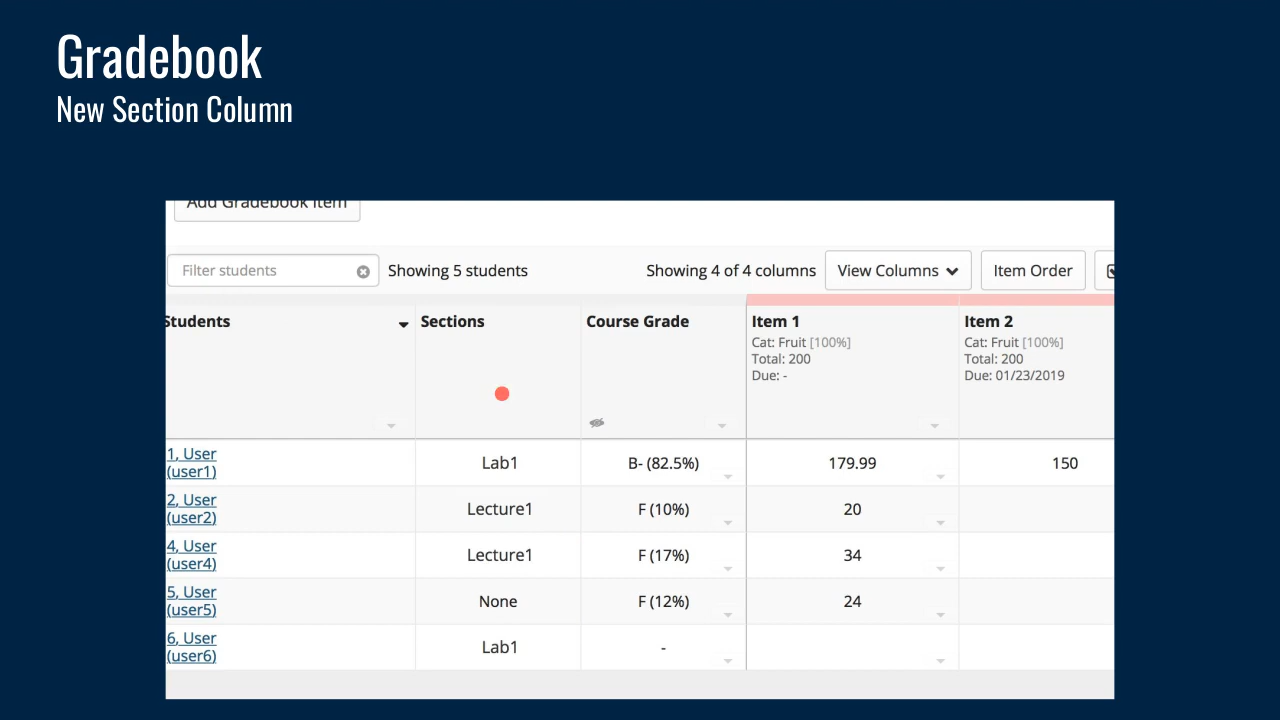 Gradebook
New Section Column
Add Gradebook Item
Filter students
Showing 5 students
Showing 4 of 4 columns
View Columns
Item Order
Students
Sections
Course Grade
Item 1
Cat: Fruit [100%]
Total: 200
Due: -
Item 2
Cat: Fruit [100%]
Total: 200
Due: 01/23/2019
1, User
(user1)
Lab1
B- (82.5%)
179.99
150
2, User
(user2)
Lecture1
F (10%)
20
4, User
(user4)
Lecture1
F (17%)
34
5, User
(user5)
None
F (12%)
24
6, User
(user6)
Lab1
-